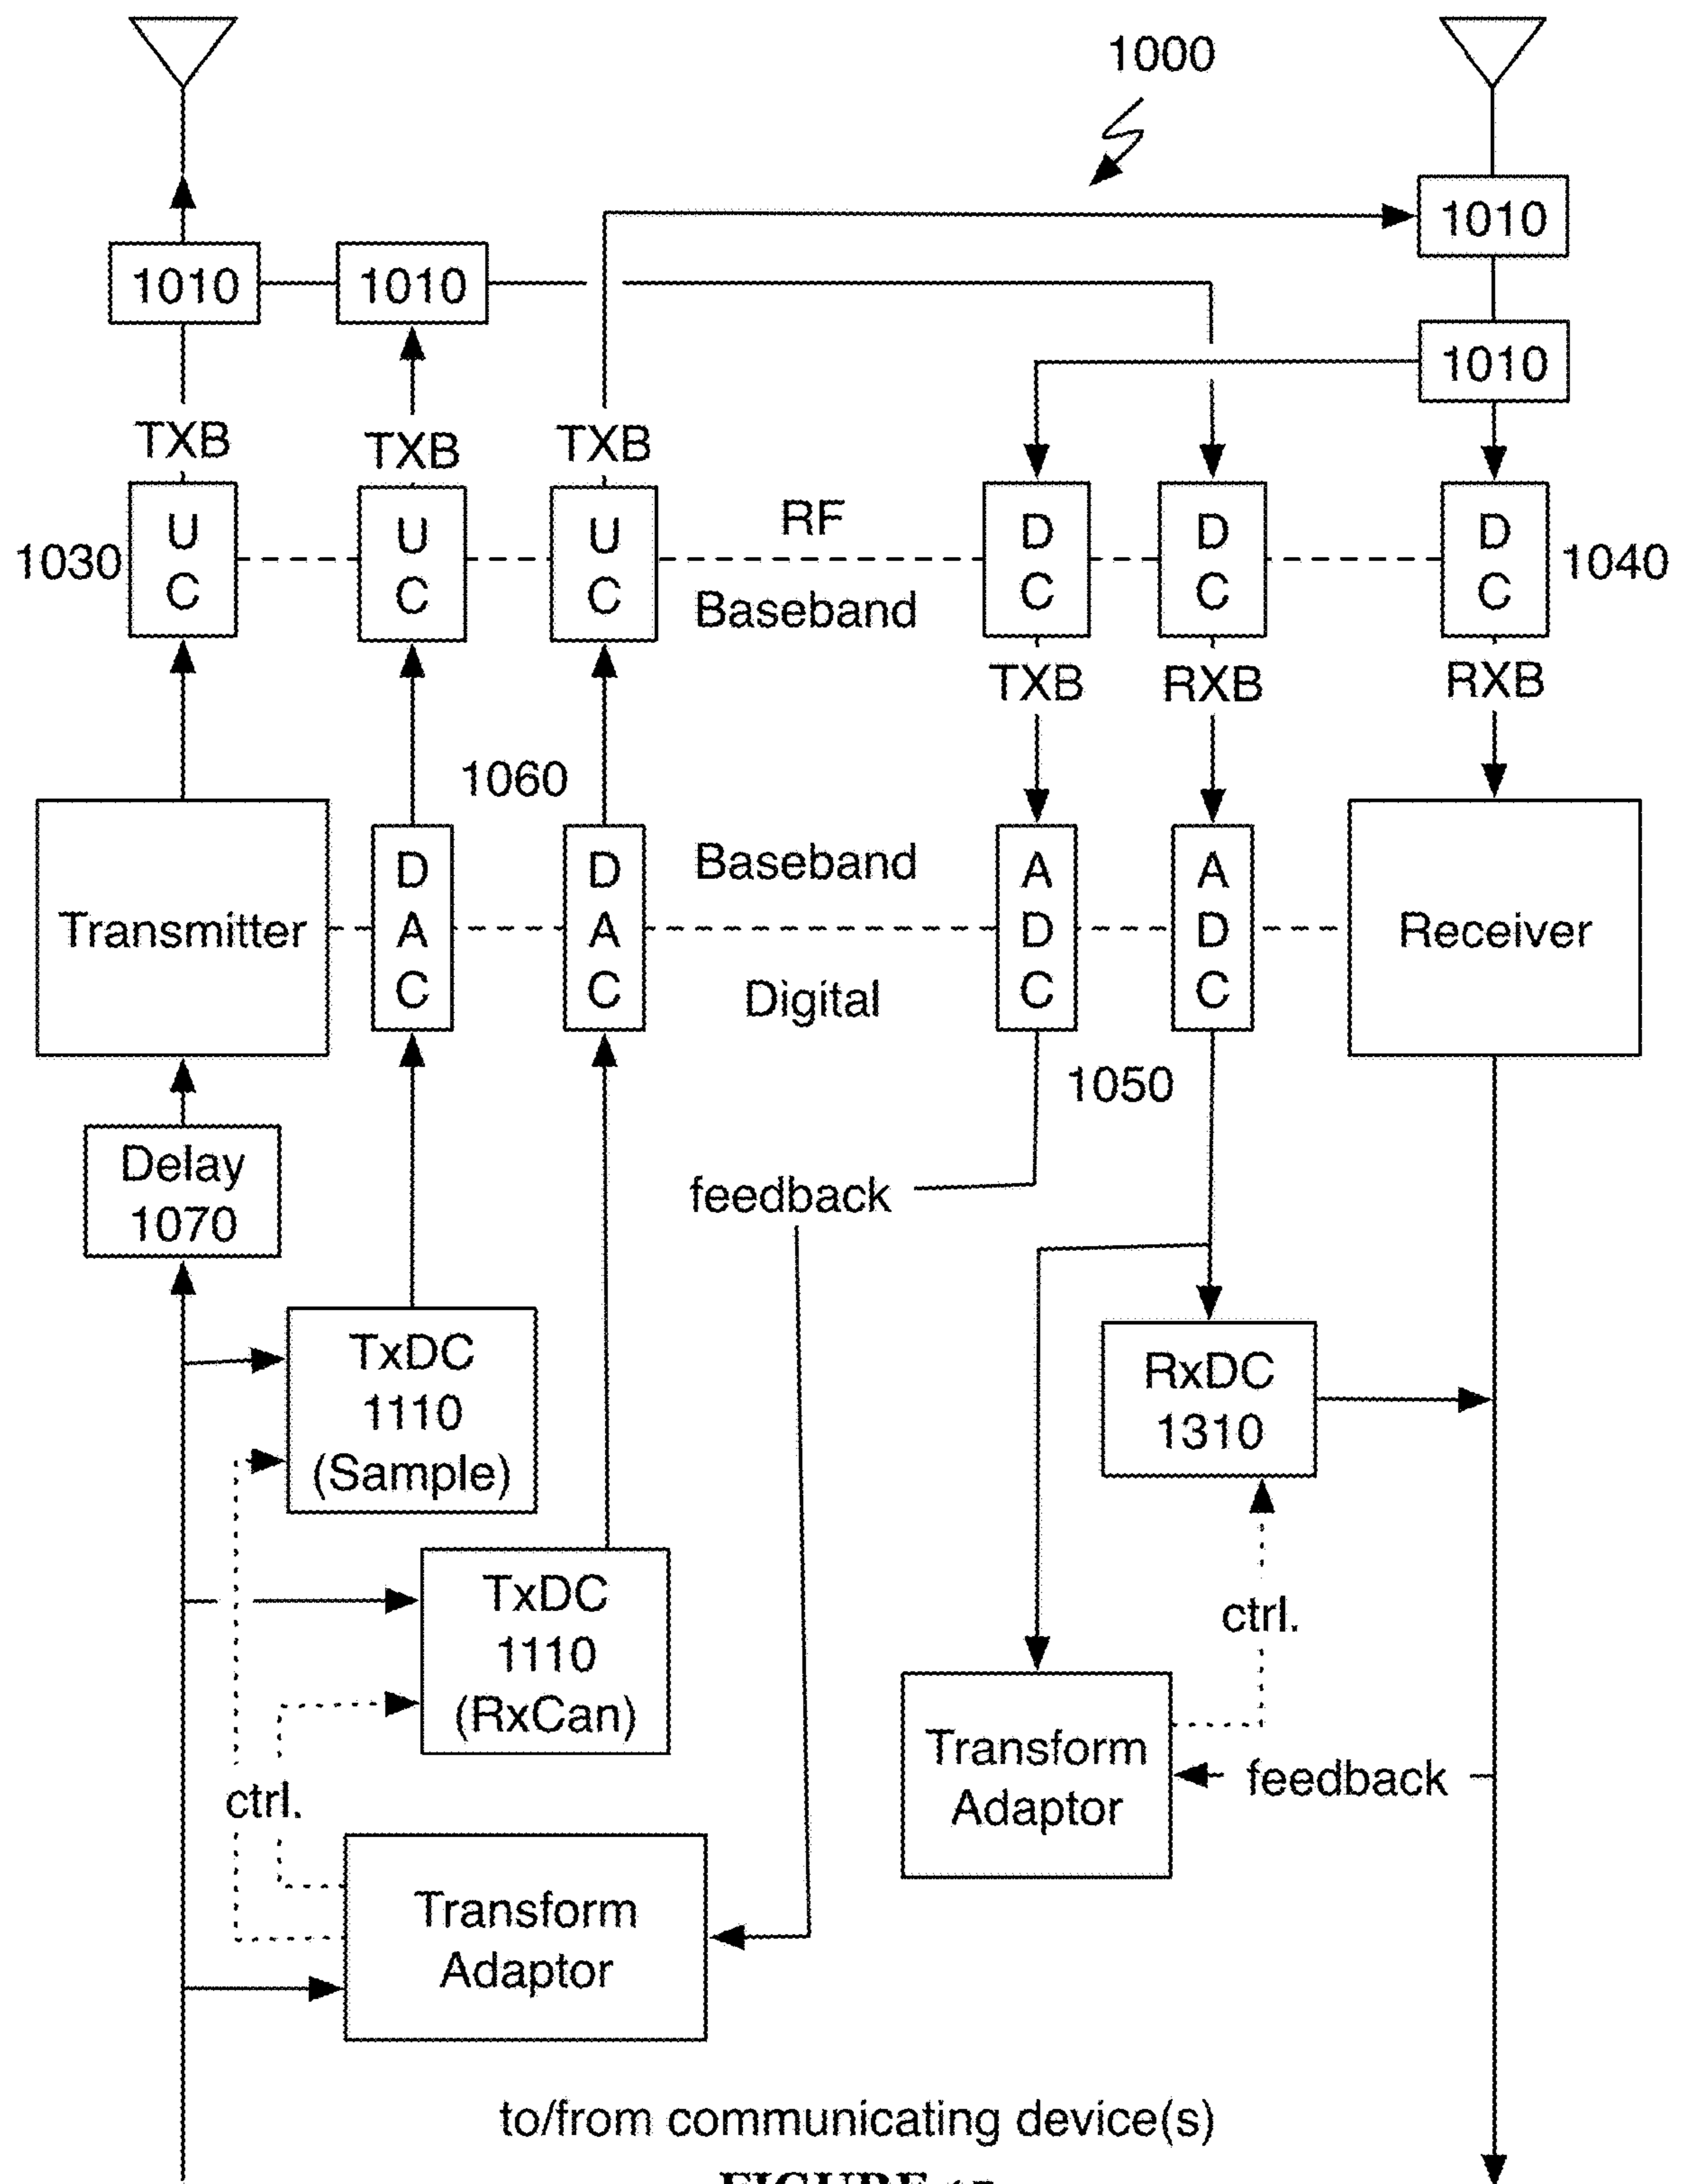 1000
1010
1010
1010
1010
TXB
TXB
TXB
1030
U
C
U
C
U
C
RF
Baseband
D
C
D
C
D
C
1040
TXB
RXB
RXB
1060
Transmitter
D
A
C
D
A
C
Baseband
Digital
A
D
C
A
D
C
Receiver
1050
Delay
1070
feedback
TxDC
1110
(Sample)
RxDC
1310
TxDC
1110
(RxCan)
ctrl.
Transform
Adaptor
feedback
ctrl.
Transform
Adaptor
to/from communicating device(s)
FIGURE